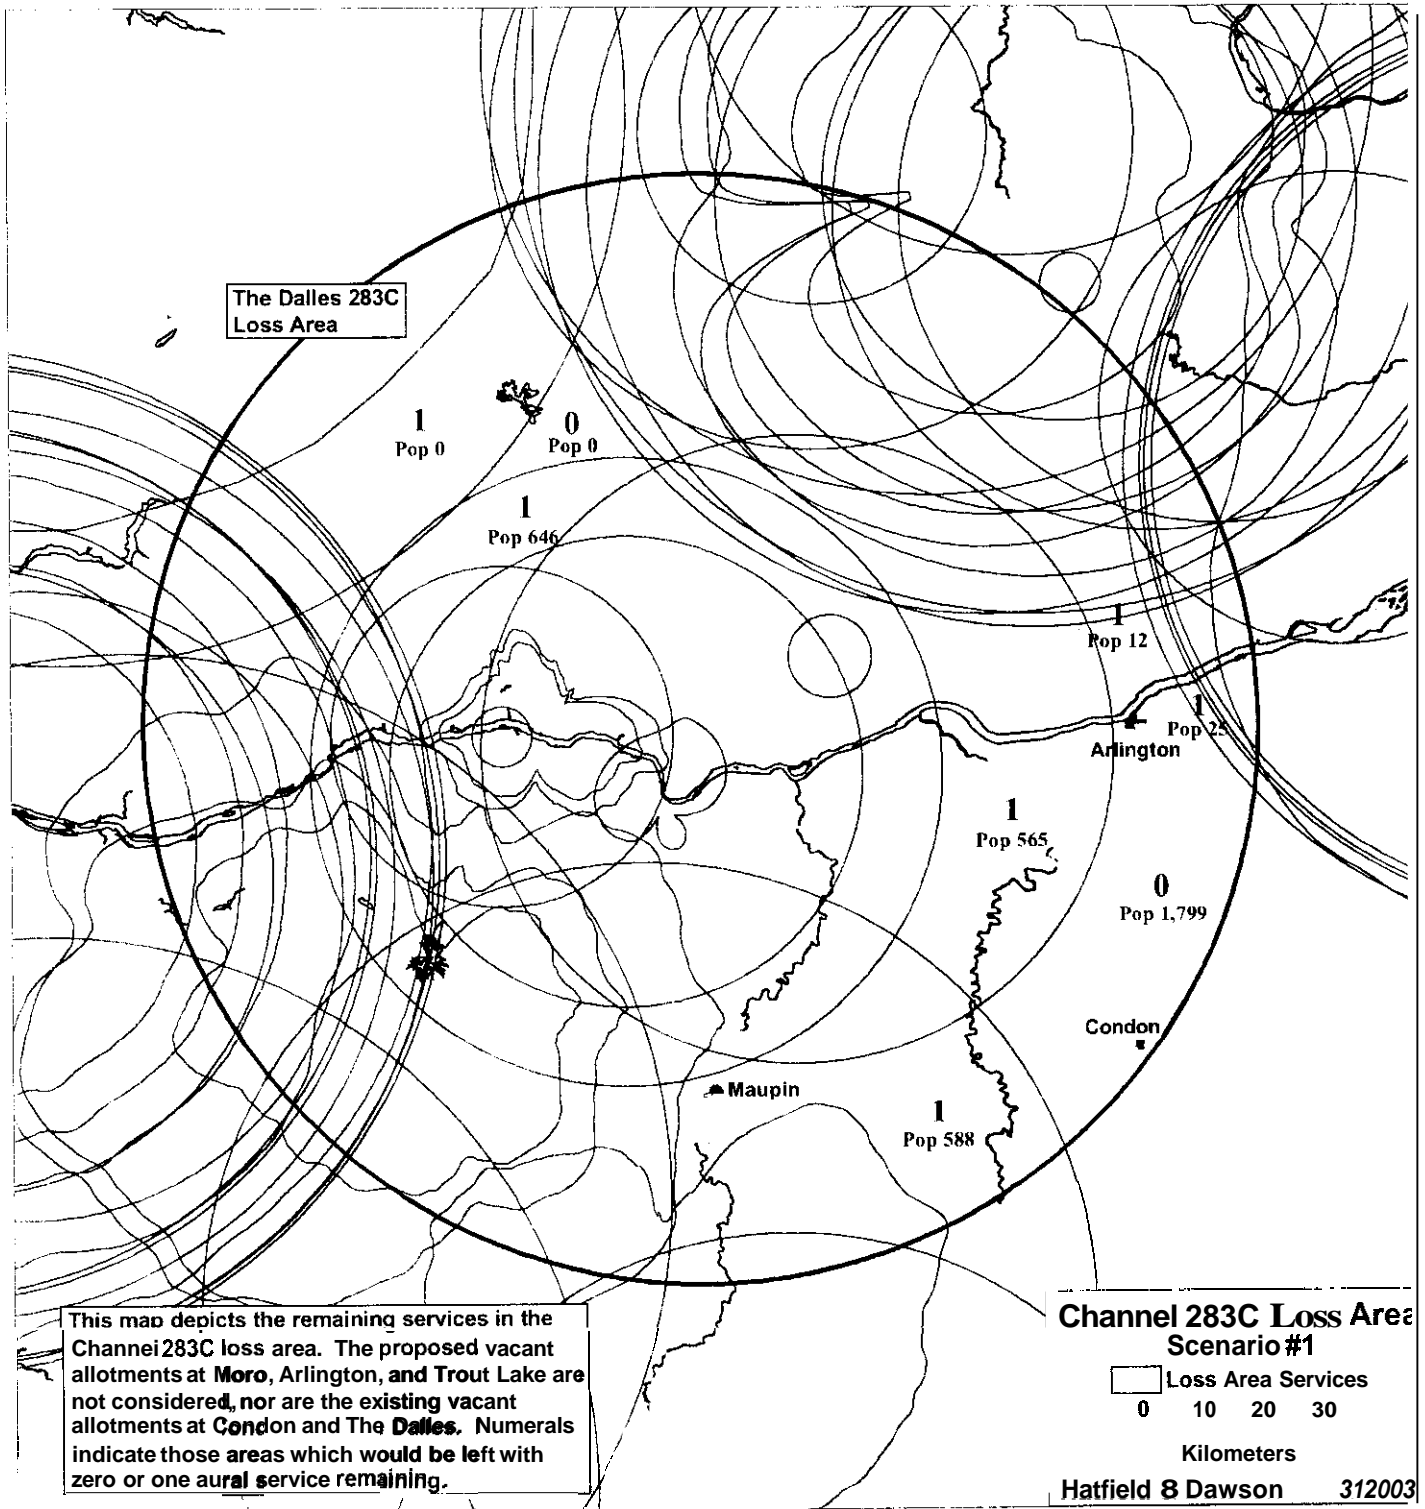 The Dalles 283C
Loss Area
1
Pop 0
0
Pop 0
1
Pop 646
1
Pop 12
1
Pop 25
Arlington
1
Pop 565
0
Pop 1,799
Condon
Maupin
1
Pop 588
This map depicts the remaining services in the
Channei 283C loss area. The proposed vacant
allotments at Moro, Arlington, and Trout Lake are
not considered, nor are the existing vacant
allotments at Condon and The Dalles. Numerals
indicate those areas which would be left with
zero or one aural service remaining.
Channel 283C Loss Area
Scenario #1
Loss Area Services
0 10 20 30
Kilometers
Hatfield 8 Dawson 312003